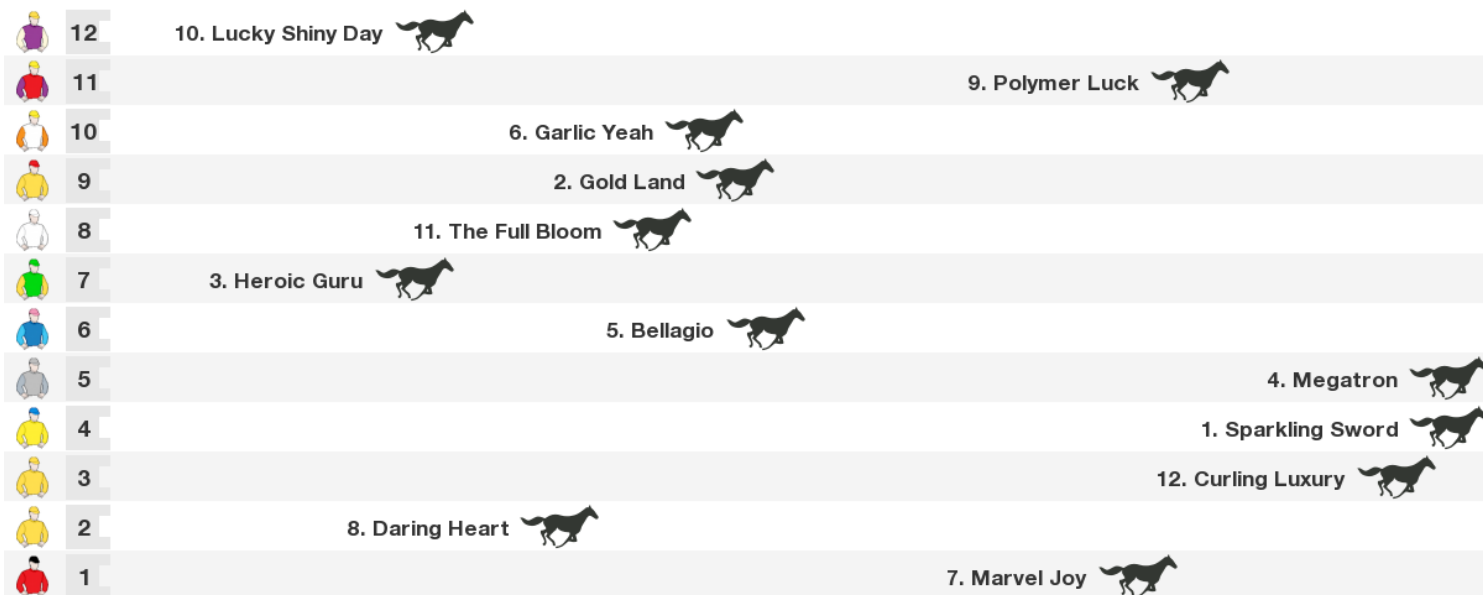 12 10. Lucky Shiny Day
11 9. Polymer Luck
10 6. Garlic Yeah
9 2. Gold Land
8 11. The Full Bloom
7 3. Heroic Guru
6 5. Bellagio
5 4. Megatron
4 1. Sparkling Sword
3 12. Curling Luxury
2 8. Daring Heart
1 7. Marvel Joy